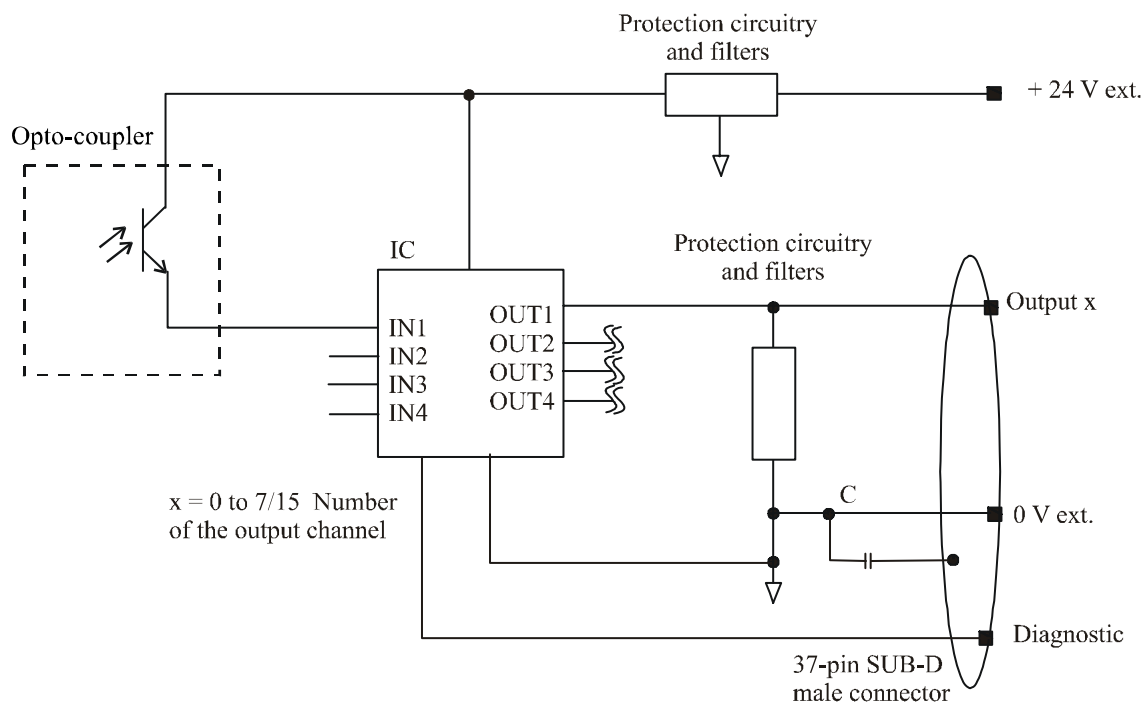 Protection circuitry
and filters
+ 24 V ext.
Opto-coupler
IC
Protection circuitry
and filters
Output x
IN1
IN2
IN3
IN4
OUT1
OUT2
OUT3
OUT4
x = 0 to 7/15 Number
of the output channel
C
0 V ext.
Diagnostic
37-pin SUB-D
male connector